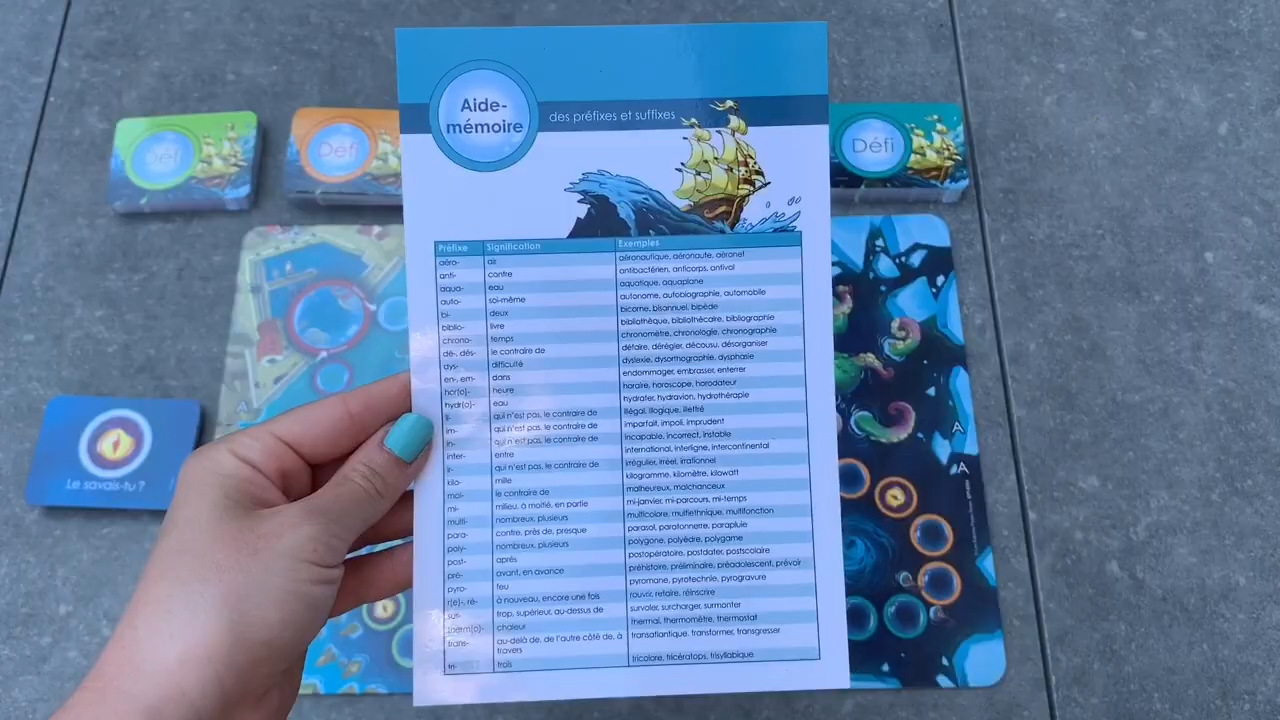 Aide-
mémoire
des préfixes et suffixes
Défi
Défi
Défi
Le savais-tu ?
A
A
A
Préfixe Signification Exemples
aéro- air aéronautique, aéronaute, aéronef
anti- contre antibactérien, anticorps, antivol
aqua- eau aquatique, aquaplane
auto- soi-même autonome, autobiographie, automobile
bi- deux bicorne, bisannuel, bipède
biblio- livre bibliothèque, bibliothécaire, bibliographie
chrono- temps chronomètre, chronologie, chronographie
dé-, dés- le contraire de défaire, dérégler, décousu, désorganiser
dys- difficulté dyslexie, dysorthographie, dysphasie
en-, em- dans endommager, embrasser, enterrer
hor(o)- heure horaire, horoscope, horodateur
hydr(o)- eau hydrater, hydravion, hydrothérapie
il- qui n'est pas, le contraire de illégal, illogique, illettré
im- qui n'est pas, le contraire de imparfait, impoli, imprudent
in- qui n'est pas, le contraire de incapable, incorrect, instable
inter- entre international, interligne, intercontinental
ir- qui n'est pas, le contraire de irrégulier, irréel, irrationnel
kilo- mille kilogramme, kilomètre, kilowatt
mal- le contraire de malheureux, malchanceux
mi- milieu, à moitié, en partie mi-janvier, mi-parcours, mi-temps
multi- nombreux, plusieurs multicolore, multiethnique, multifonction
para- contre, près de, presque parasol, paratonnerre, parapluie
poly- nombreux, plusieurs polygone, polyèdre, polygame
post- après postopératoire, postdater, postscolaire
pré- avant, en avance préhistoire, préliminaire, préadolescent, prévoir
pyro- feu pyromane, pyrotechnie, pyrogravure
r(e)-, ré- à nouveau, encore une fois rouvrir, refaire, réinscrire
sur- trop, supérieur, au-dessus de survoler, surcharger, surmonter
therm(o)- chaleur thermal, thermomètre, thermostat
trans- au-delà de, de l'autre côté de, à transatlantique, transformer, transgresser
travers
tri- trois tricolore, tricératops, trisyllabique